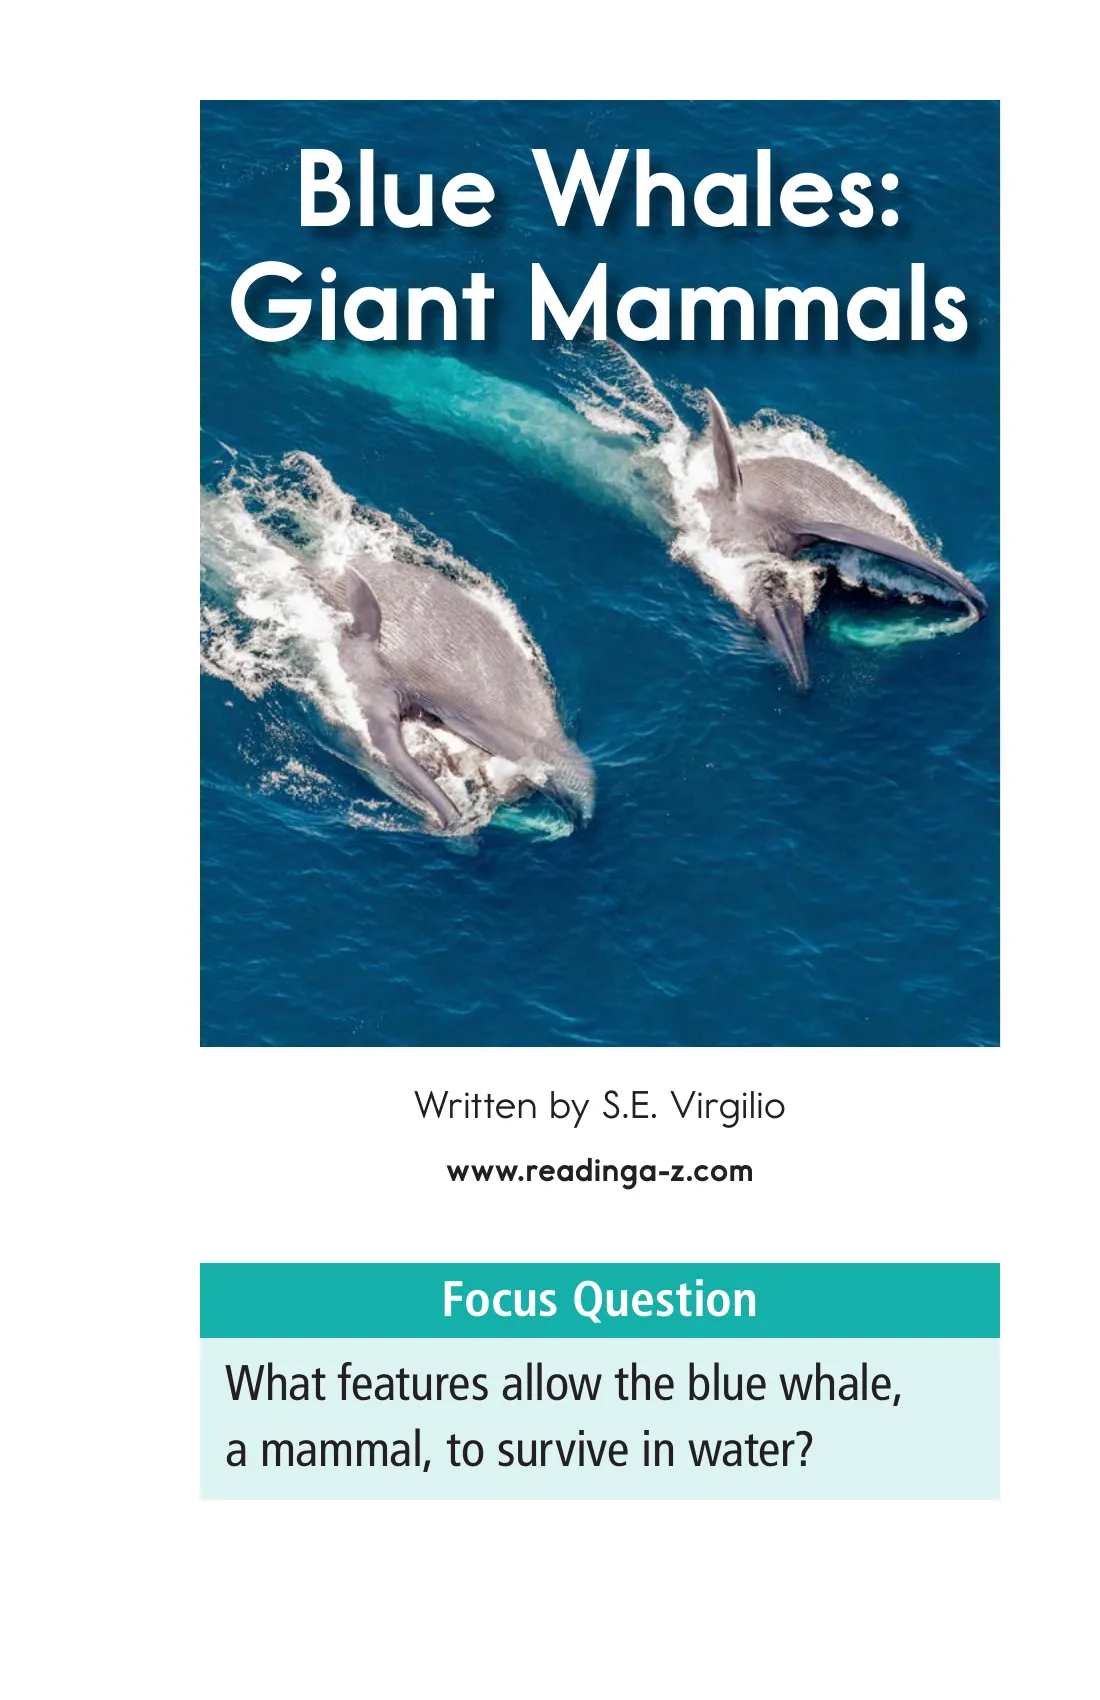 Blue Whales:
Giant Mammals
Written by S.E. Virgilio
www.readinga-z.com
Focus Question
What features allow the blue whale,
a mammal, to survive in water?